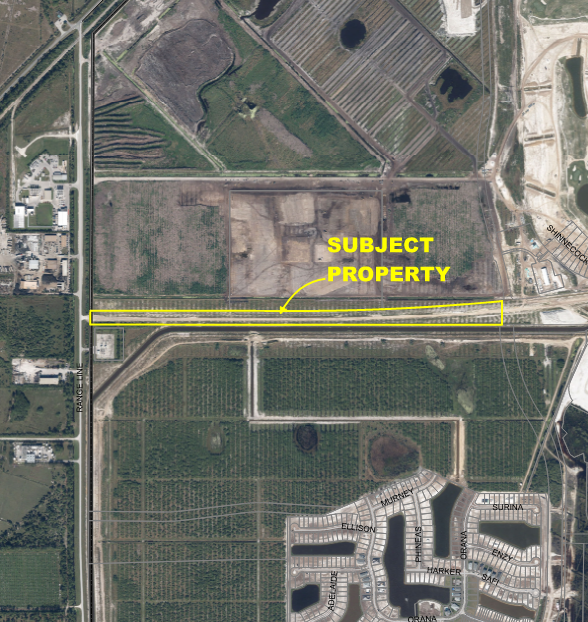 SHINNECOCK
SUBJECT
PROPERTY
RANGE LINE
MURNEY
SURINA
ELLISON
PHINEAS
ORANA
ENZY
HARKER
SAFI
ADELAIDE
ORANA